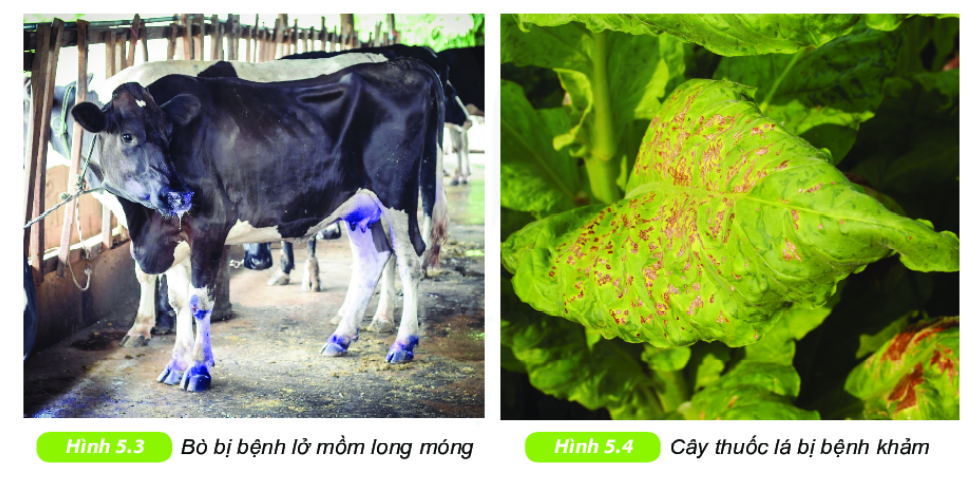 Hình 5.3 Bò bị bệnh lở mồm long móng
Hình 5.4 Cây thuốc lá bị bệnh khảm